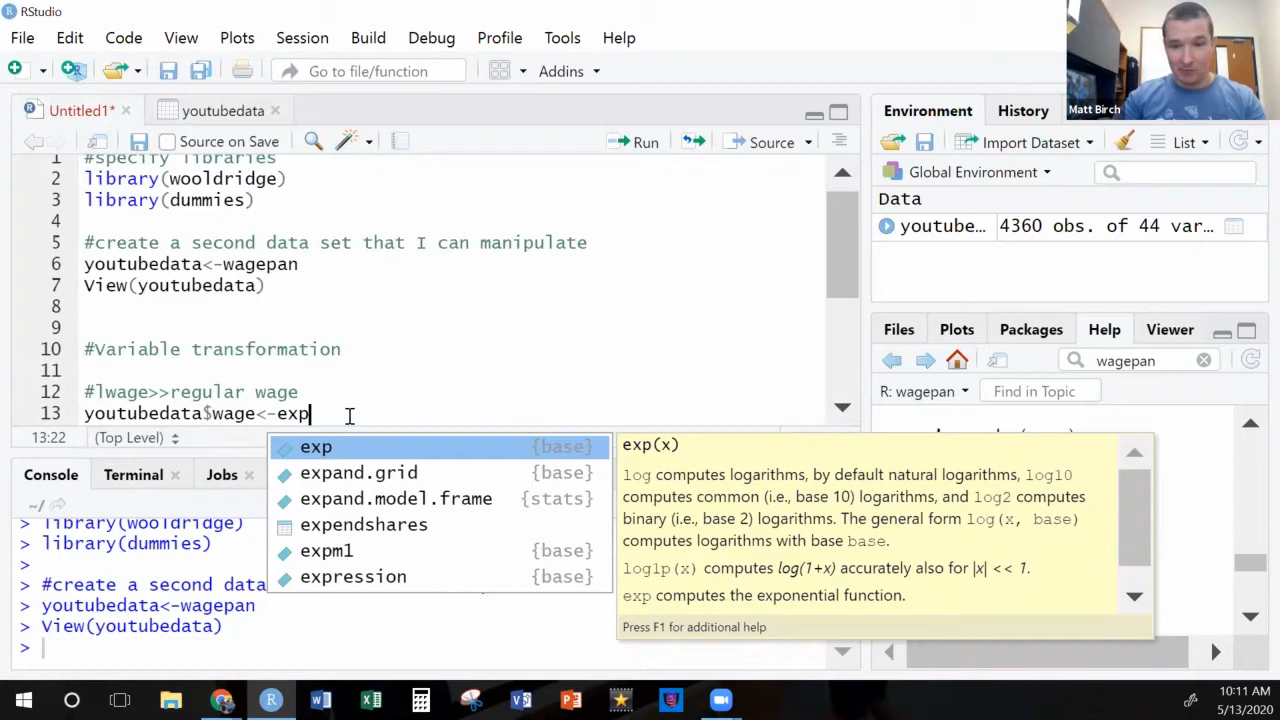 RStudio
File Edit Code View Plots Session Build Debug Profile Tools Help
Go to file/function Addins
Matt Birch
Untitled1* youtubedata
Source on Save Run Source
1 #specify libraries
2 library(wooldridge)
3 library(dummies)
4
5 #create a second data set that I can manipulate
6 youtubedata<-wagepan
7 View(youtubedata)
8
9
10 #Variable transformation
11
12 #lwage>>regular wage
13 youtubedata$wage<-exp
13:22 (Top Level)
exp {base}
expand.grid {base}
expand.model.frame {stats}
expendshares
expm1 {base}
expression {base}
exp(x)
log computes logarithms, by default natural logarithms, log10
computes common (i.e., base 10) logarithms, and log2 computes
binary (i.e., base 2) logarithms. The general form log(x, base)
computes logarithms with base base.
log1p(x) computes log(1+x) accurately also for |x| << 1.
exp computes the exponential function.
Press F1 for additional help
Console Terminal Jobs
~/
> library(wooldridge)
> library(dummies)
>
> #create a second data
> youtubedata<-wagepan
> View(youtubedata)
>
Environment History
Import Dataset List
Global Environment
Data
youtube... 4360 obs. of 44 var...
Files Plots Packages Help Viewer
wagepan
R: wagepan Find in Topic
10:11 AM
5/13/2020